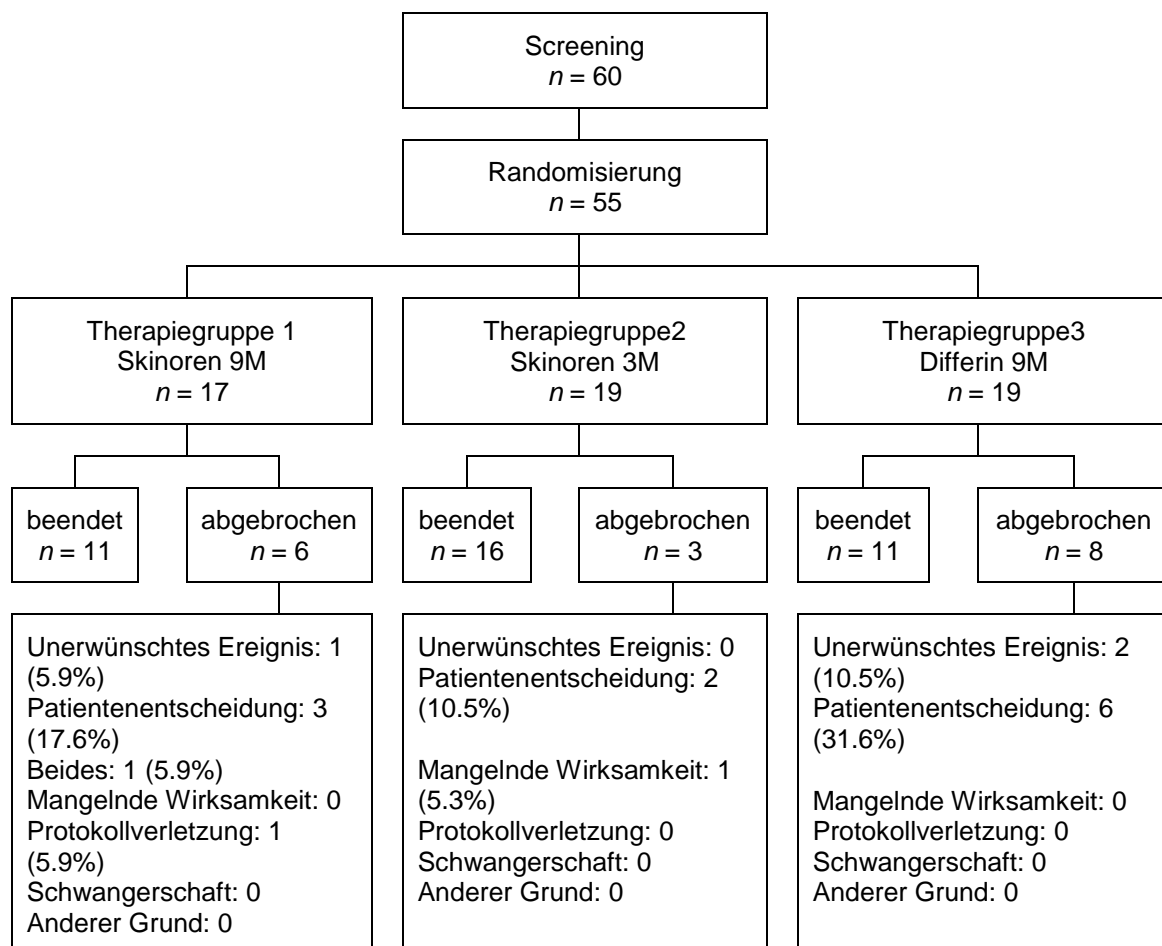 Screening
n = 60
Randomisierung
n = 55
Therapiegruppe 1
Skinoren 9M
n = 17
Therapiegruppe2
Skinoren 3M
n = 19
Therapiegruppe3
Differin 9M
n = 19
beendet
n = 11
abgebrochen
n = 6
beendet
n = 16
abgebrochen
n = 3
beendet
n = 11
abgebrochen
n = 8
Unerwünschtes Ereignis: 1
(5.9%)
Patientenentscheidung: 3
(17.6%)
Beides: 1 (5.9%)
Mangelnde Wirksamkeit: 0
Protokollverletzung: 1
(5.9%)
Schwangerschaft: 0
Anderer Grund: 0
Unerwünschtes Ereignis: 0
Patientenentscheidung: 2
(10.5%)
Mangelnde Wirksamkeit: 1
(5.3%)
Protokollverletzung: 0
Schwangerschaft: 0
Anderer Grund: 0
Unerwünschtes Ereignis: 2
(10.5%)
Patientenentscheidung: 6
(31.6%)
Mangelnde Wirksamkeit: 0
Protokollverletzung: 0
Schwangerschaft: 0
Anderer Grund: 0